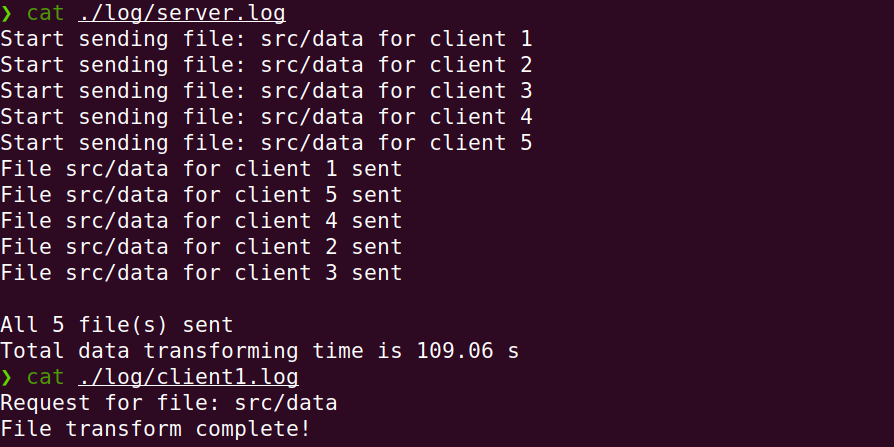 ❯ cat ./log/server.log
Start sending file: src/data for client 1
Start sending file: src/data for client 2
Start sending file: src/data for client 3
Start sending file: src/data for client 4
Start sending file: src/data for client 5
File src/data for client 1 sent
File src/data for client 5 sent
File src/data for client 4 sent
File src/data for client 2 sent
File src/data for client 3 sent

All 5 file(s) sent
Total data transforming time is 109.06 s
❯ cat ./log/client1.log
Request for file: src/data
File transform complete!